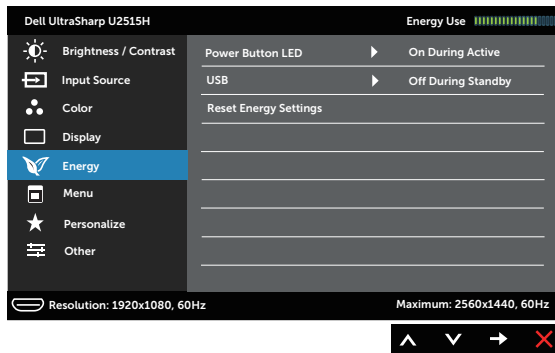 Dell UltraSharp U2515H Energy Use
Brightness / Contrast Power Button LED On During Active
Input Source USB Off During Standby
Color Reset Energy Settings
Display
Energy
Menu
Personalize
Other
Resolution: 1920x1080, 60Hz Maximum: 2560x1440, 60Hz